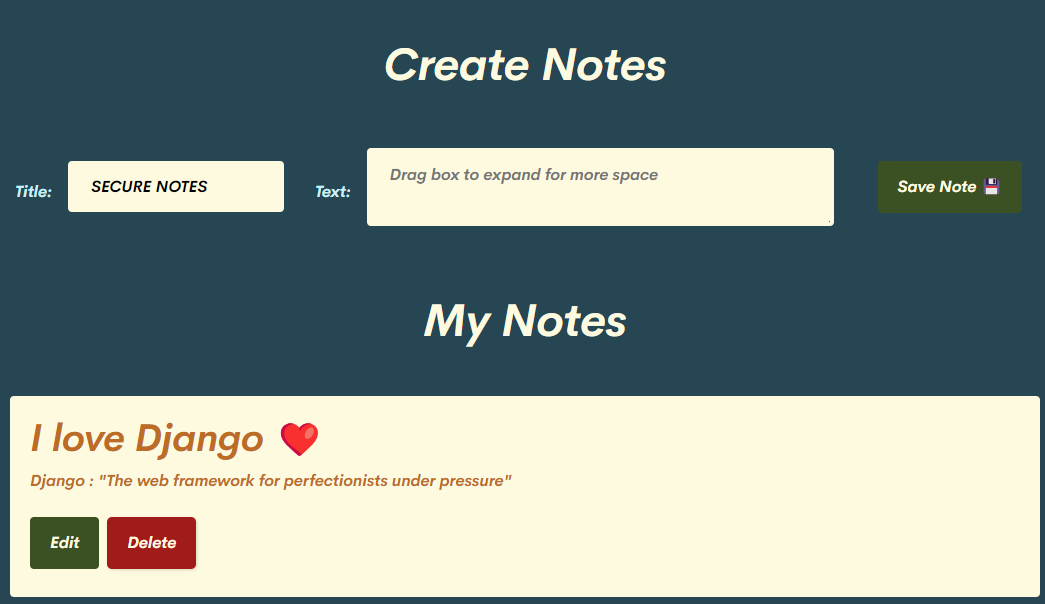 Create Notes
Title: SECURE NOTES Text: Drag box to expand for more space Save Note 💾
My Notes
I love Django ❤️
Django : "The web framework for perfectionists under pressure"
Edit Delete